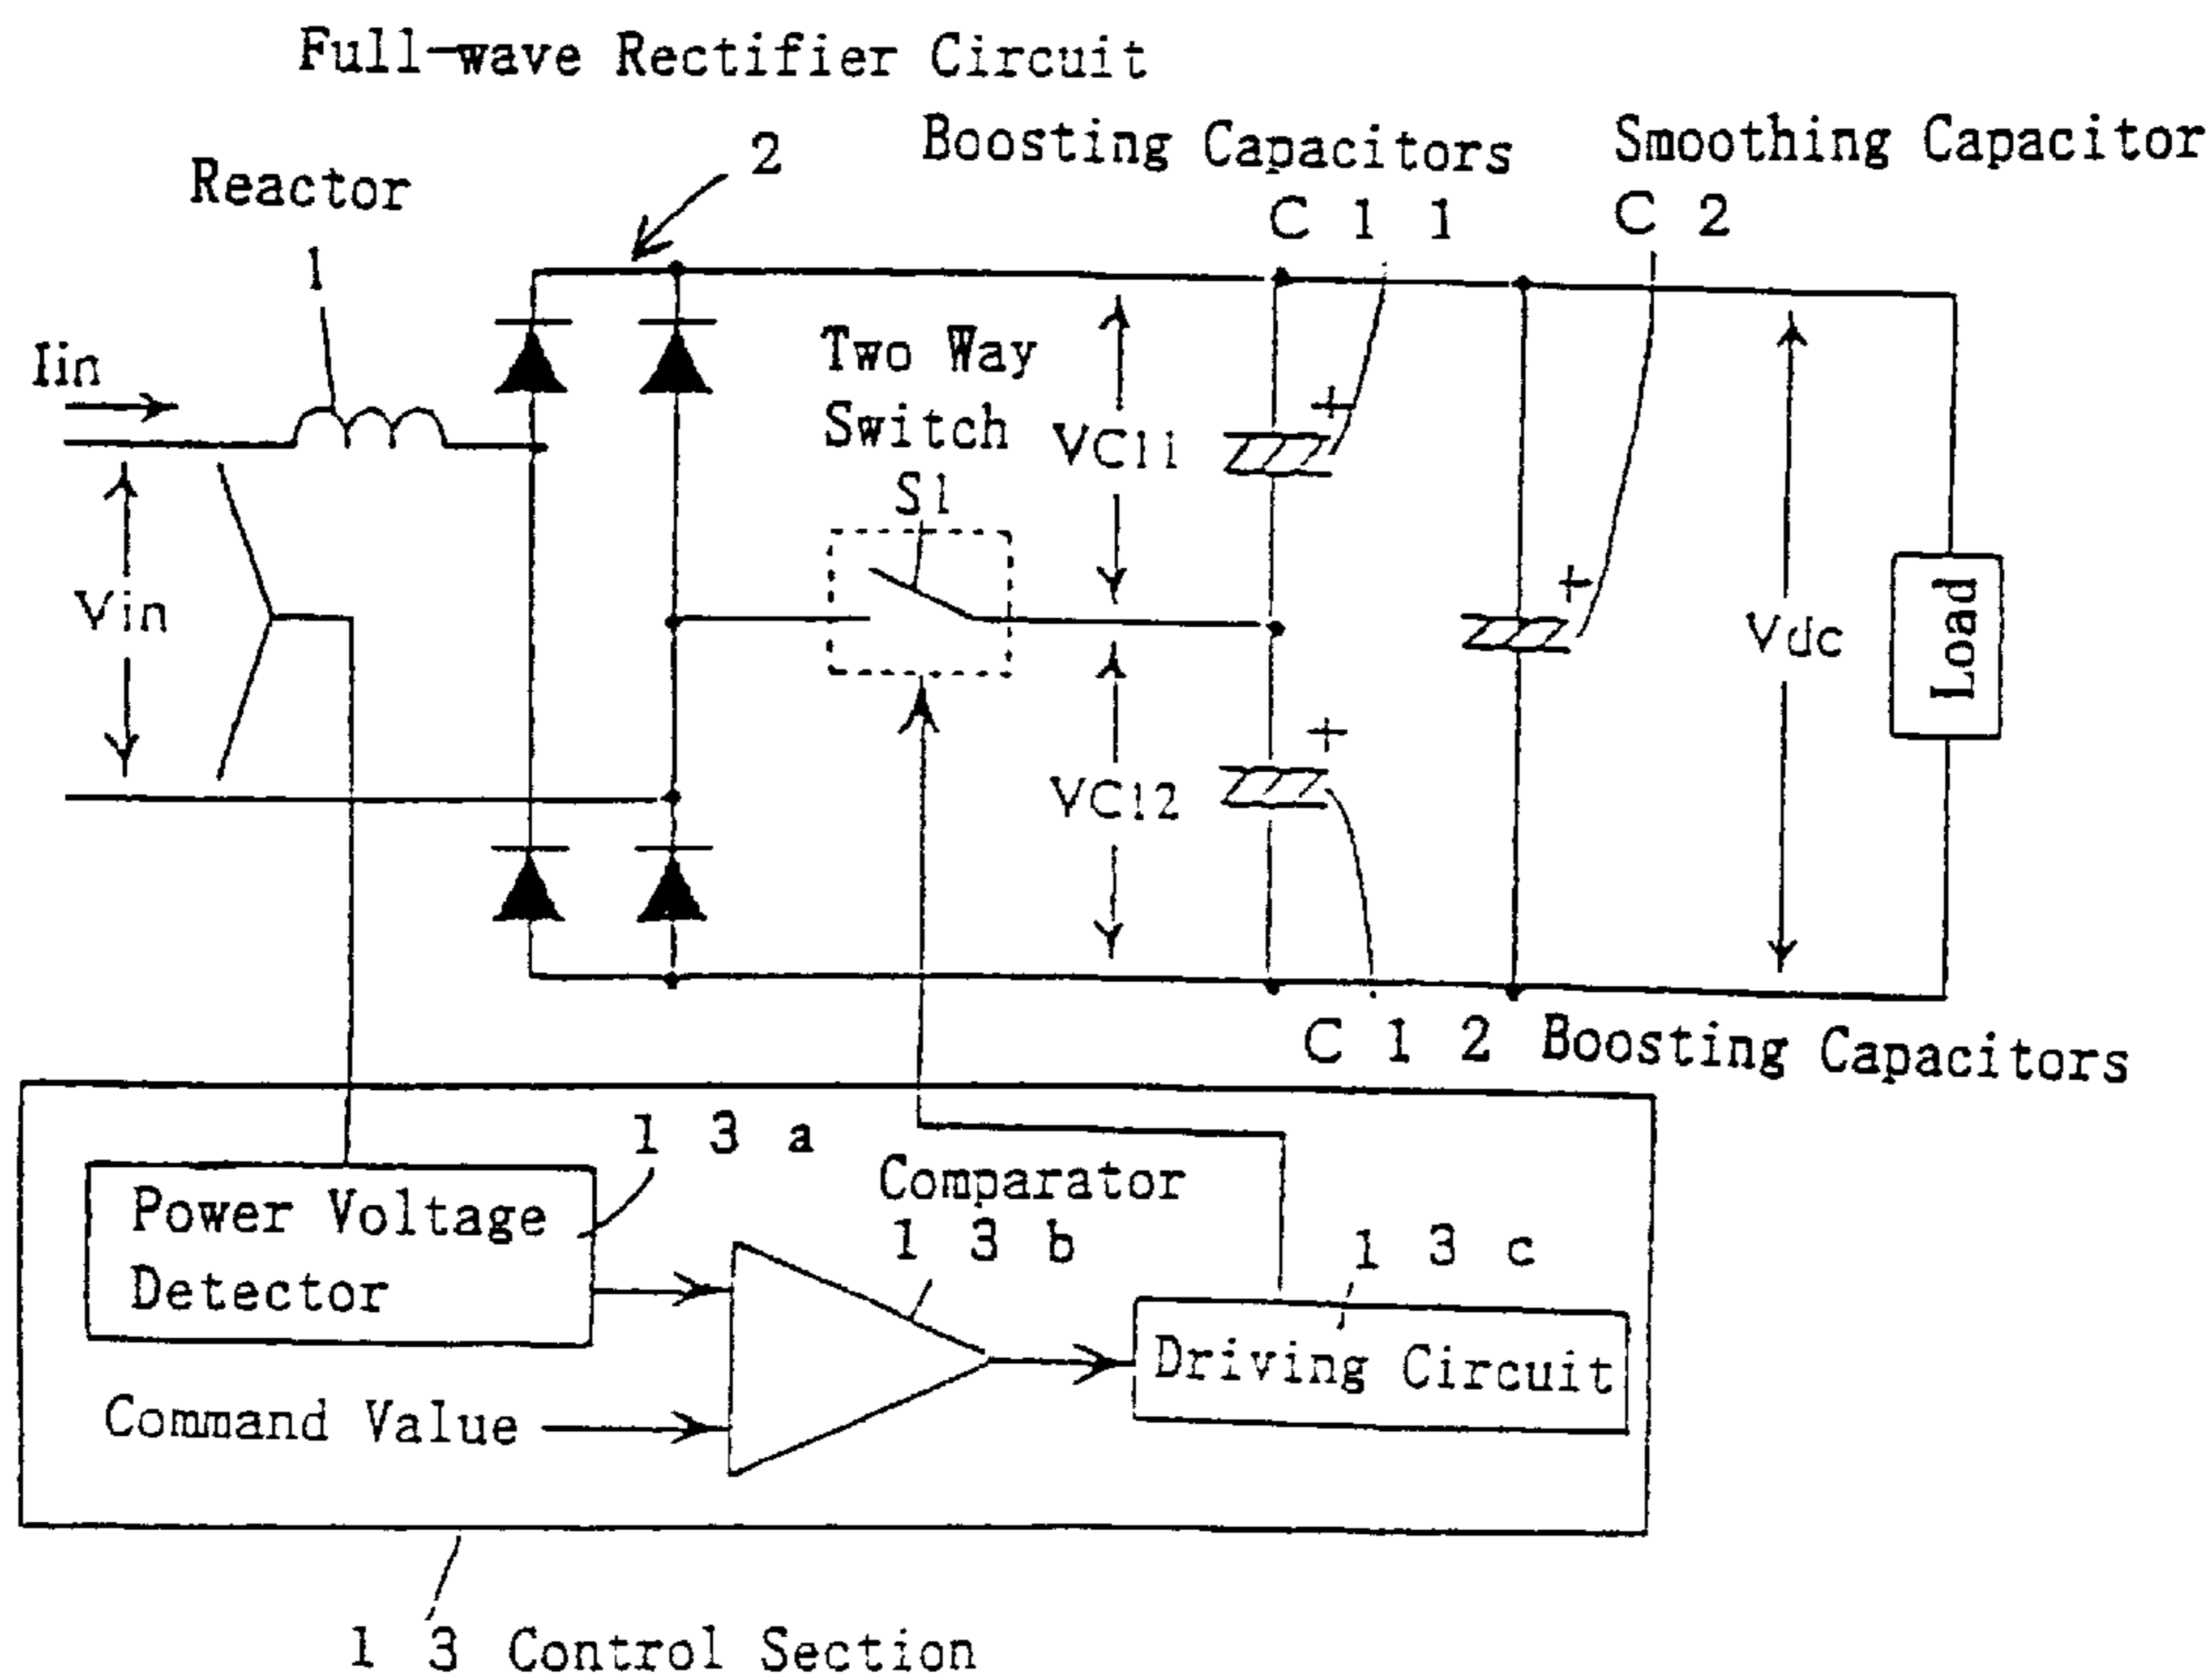 Full-wave Rectifier Circuit
2
Boosting Capacitors
C 1 1
Smoothing Capacitor
C 2
Reactor
1
Iin
Two Way
Switch
S1
VC11
+
Vin
+
Vdc
Load
+
VC12
C 1 2 Boosting Capacitors
1 3 a
Power Voltage
Detector
Comparator
1 3 b
1 3 c
Driving Circuit
Command Value
1 3 Control Section